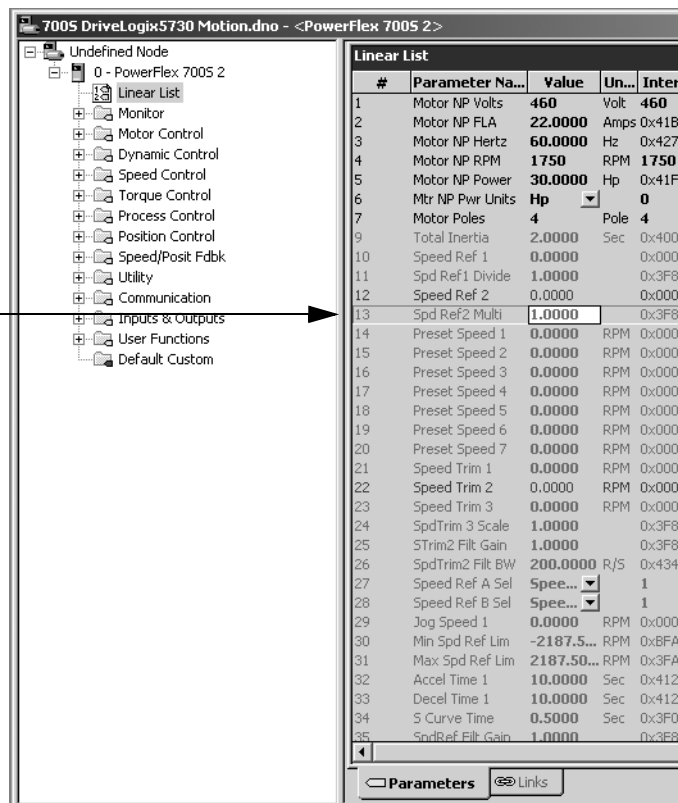 700S DriveLogix5730 Motion.dno - <PowerFlex 700S 2>
Undefined Node
0 - PowerFlex 700S 2
Linear List
Monitor
Motor Control
Dynamic Control
Speed Control
Torque Control
Process Control
Position Control
Speed/Posit Fdbk
Utility
Communication
Inputs & Outputs
User Functions
Default Custom
Linear List
# Parameter Na... Value Un... Inter
1 Motor NP Volts 460 Volt 460
2 Motor NP FLA 22.0000 Amps 0x41B
3 Motor NP Hertz 60.0000 Hz 0x427
4 Motor NP RPM 1750 RPM 1750
5 Motor NP Power 30.0000 Hp 0x41F
6 Mtr NP Pwr Units Hp 0
7 Motor Poles 4 Pole 4
9 Total Inertia 2.0000 Sec 0x400
10 Speed Ref 1 0.0000 0x000
11 Spd Ref1 Divide 1.0000 0x3F8
12 Speed Ref 2 0.0000 0x000
13 Spd Ref2 Multi 1.0000 0x3F8
14 Preset Speed 1 0.0000 RPM 0x000
15 Preset Speed 2 0.0000 RPM 0x000
16 Preset Speed 3 0.0000 RPM 0x000
17 Preset Speed 4 0.0000 RPM 0x000
18 Preset Speed 5 0.0000 RPM 0x000
19 Preset Speed 6 0.0000 RPM 0x000
20 Preset Speed 7 0.0000 RPM 0x000
21 Speed Trim 1 0.0000 RPM 0x000
22 Speed Trim 2 0.0000 RPM 0x000
23 Speed Trim 3 0.0000 RPM 0x000
24 SpdTrim 3 Scale 1.0000 0x3F8
25 STrim2 Filt Gain 1.0000 0x3F8
26 SpdTrim2 Filt BW 200.0000 R/S 0x434
27 Speed Ref A Sel Spee... 1
28 Speed Ref B Sel Spee... 1
29 Jog Speed 1 0.0000 RPM 0x000
30 Min Spd Ref Lim -2187.5... RPM 0xBFA
31 Max Spd Ref Lim 2187.50... RPM 0x3FA
32 Accel Time 1 10.0000 Sec 0x412
33 Decel Time 1 10.0000 Sec 0x412
34 S Curve Time 0.5000 Sec 0x3F0
35 SpdRef Filt Gain 1.0000 0x3F8
Parameters Links